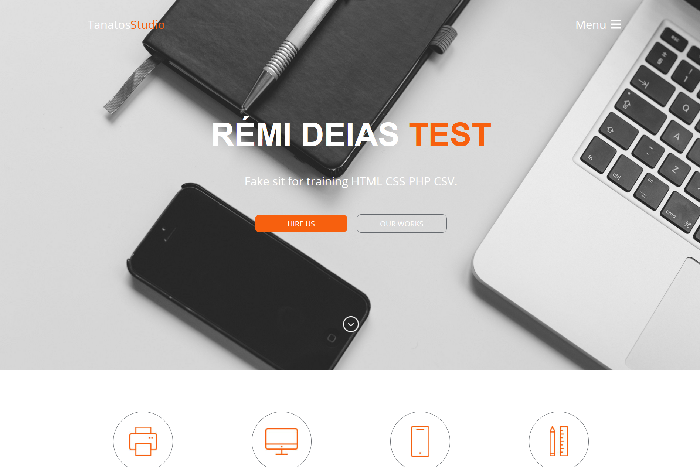 TanatosStudio
Menu
RÉMI DEIAS TEST
Fake sit for training HTML CSS PHP CSV.
HIRE US
OUR WORKS